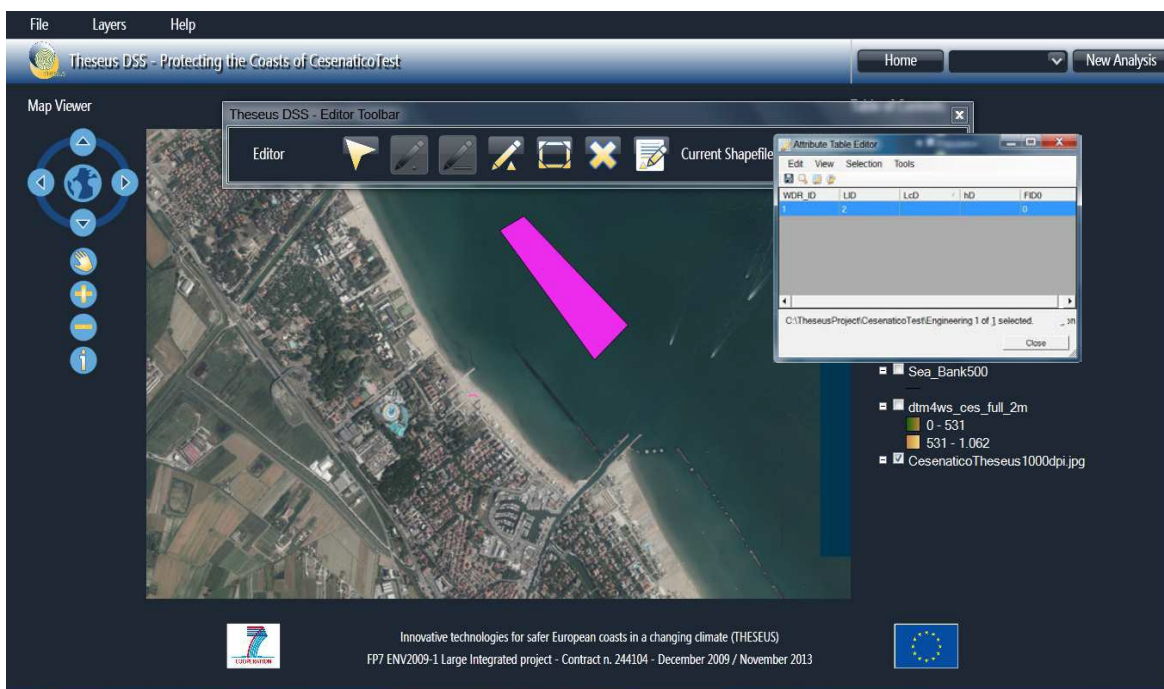 File Layers Help
Theseus DSS - Protecting the Coasts of CesenaticoTest
Home New Analysis
Map Viewer
Theseus DSS - Editor Toolbar
Editor Current Shapefile
Attribute Table Editor
Edit View Selection Tools
WDR_ID LID LcD hD FID0
1 2 0
C:\TheseusProject\CesenaticoTest\Engineering 1 of 1 selected.
Close
Sea_Bank500
dtm4ws_ces_full_2m
0 - 531
531 - 1.062
CesenaticoTheseus1000dpi.jpg
7
COOPERATION
Innovative technologies for safer European coasts in a changing climate (THESEUS)
FP7 ENV2009-1 Large Integrated project - Contract n. 244104 - December 2009 / November 2013